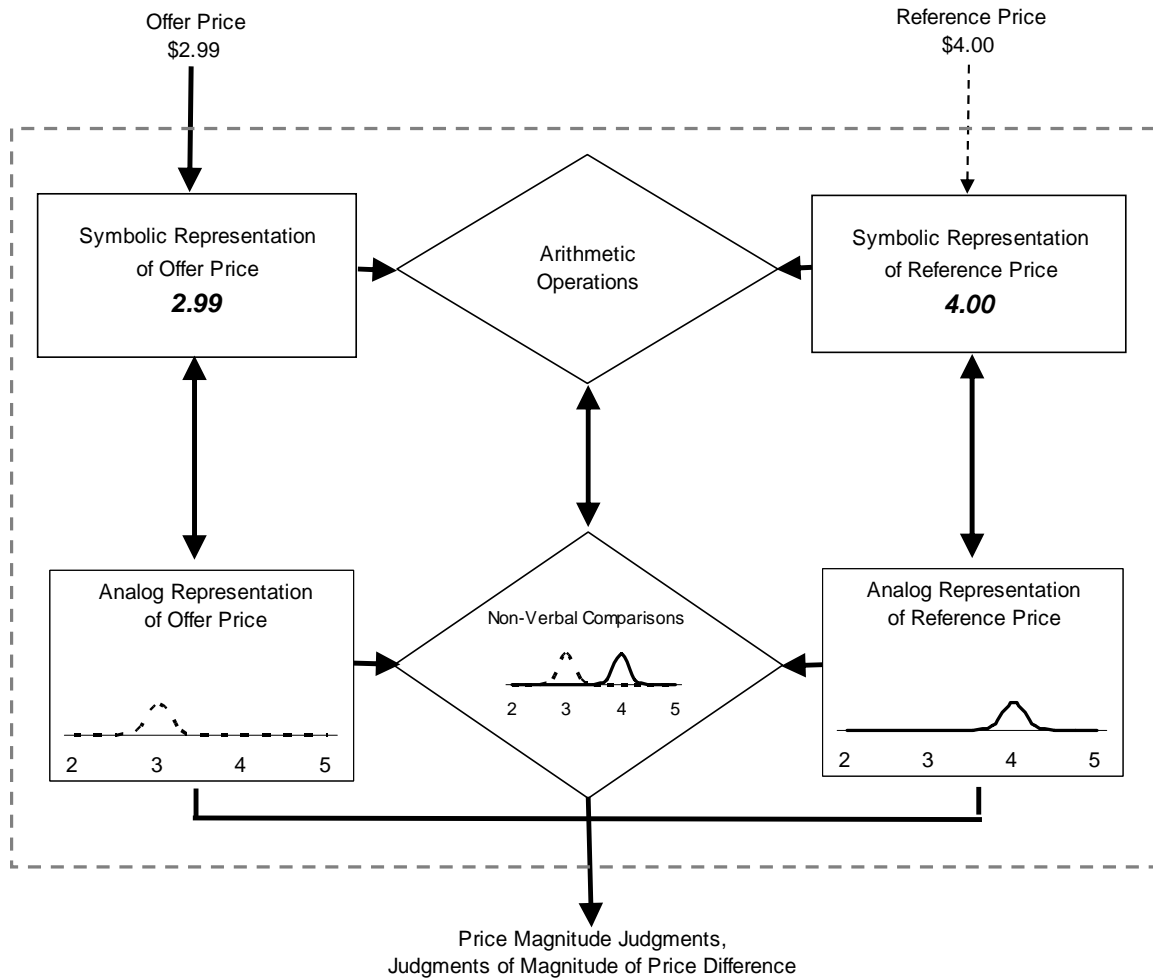 Offer Price
$2.99
Reference Price
$4.00
Symbolic Representation
of Offer Price
2.99
Arithmetic
Operations
Symbolic Representation
of Reference Price
4.00
Analog Representation
of Offer Price
2 3 4 5
Non-Verbal Comparisons
2 3 4 5
Analog Representation
of Reference Price
2 3 4 5
Price Magnitude Judgments,
Judgments of Magnitude of Price Difference